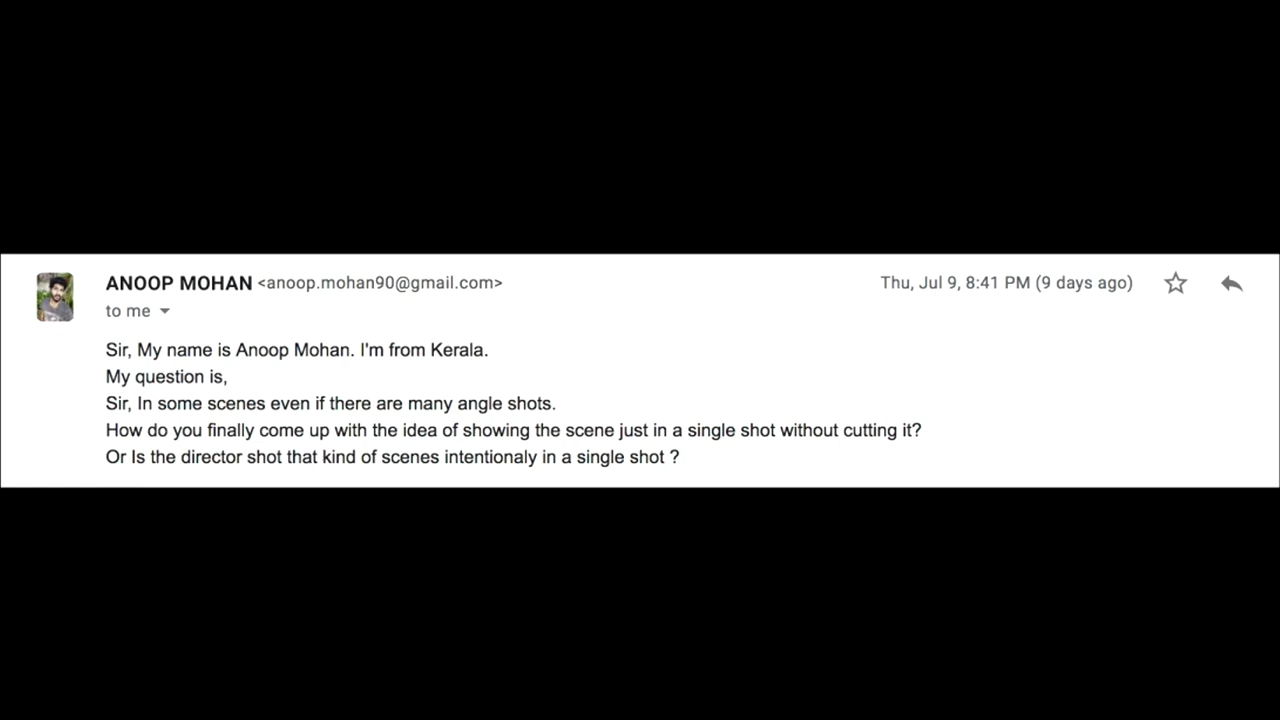 ANOOP MOHAN <anoop.mohan90@gmail.com> Thu, Jul 9, 8:41 PM (9 days ago)
to me
Sir, My name is Anoop Mohan. I'm from Kerala.
My question is,
Sir, In some scenes even if there are many angle shots.
How do you finally come up with the idea of showing the scene just in a single shot without cutting it?
Or Is the director shot that kind of scenes intentionaly in a single shot ?